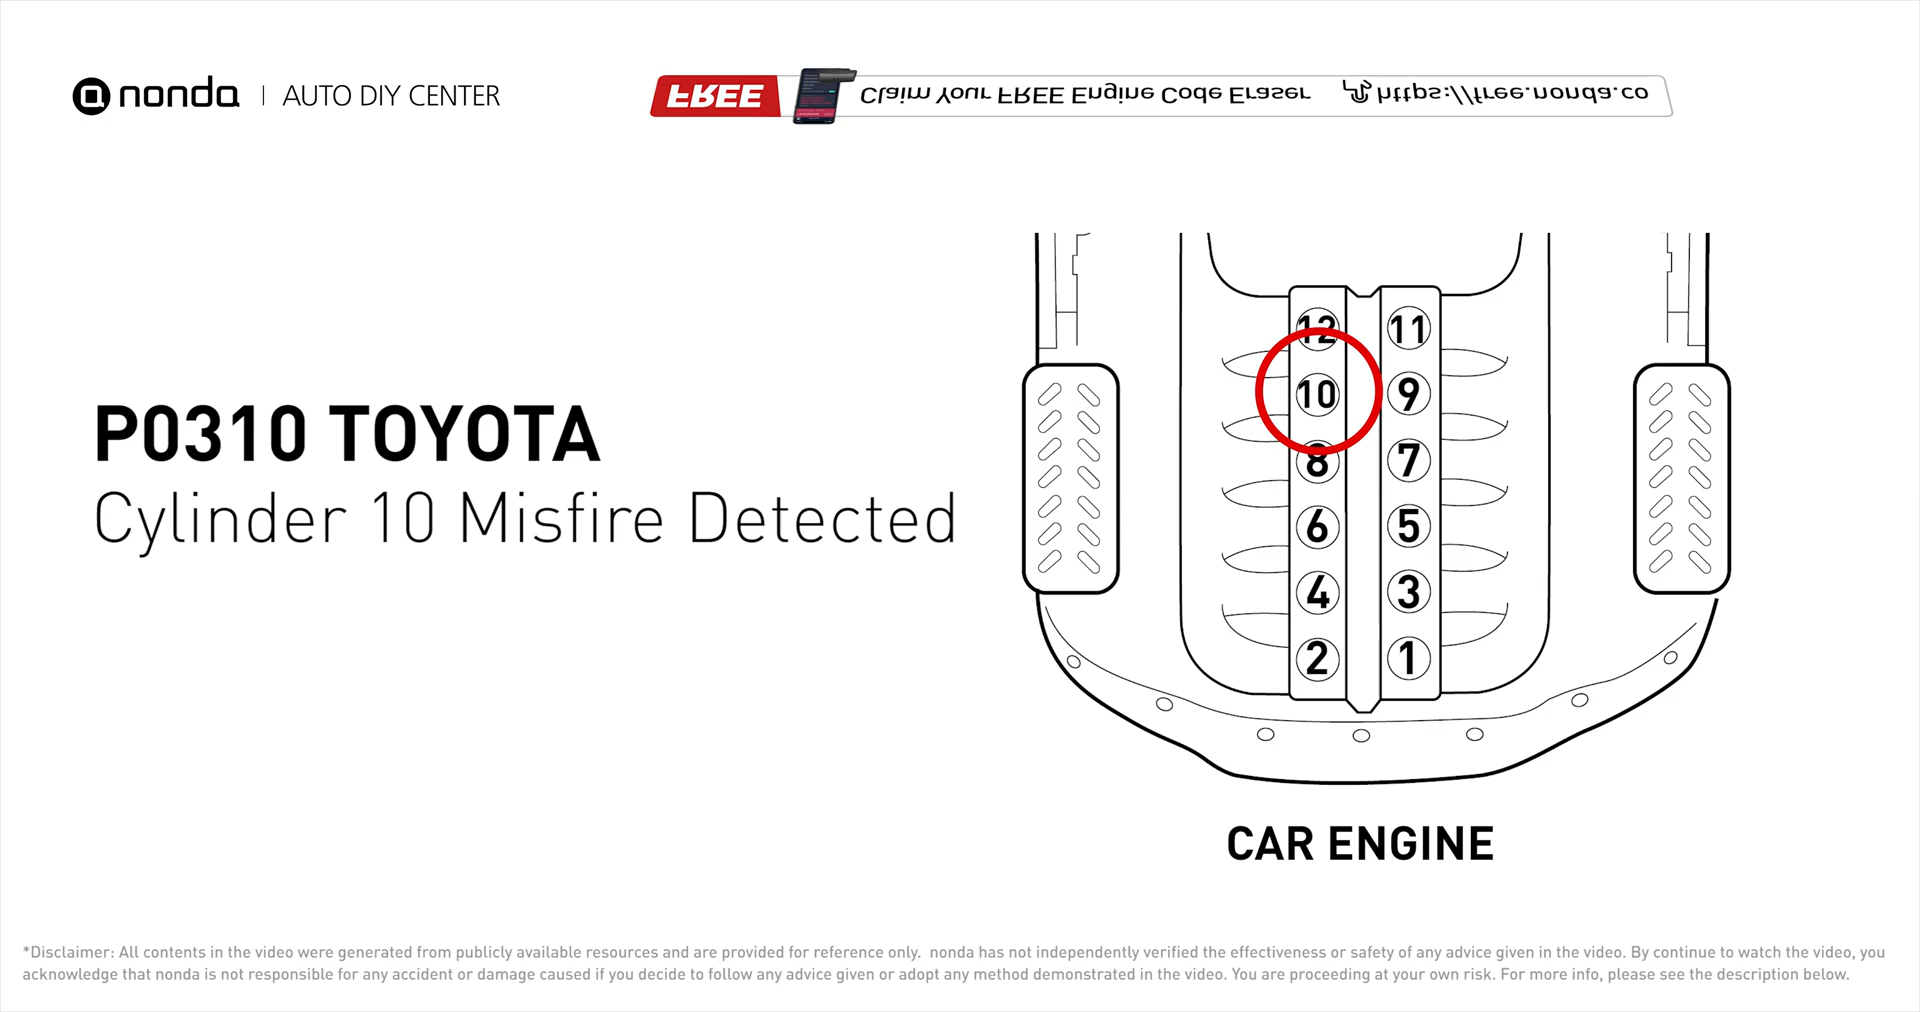 nonda | AUTO DIY CENTER
FREE Claim Your FREE Engine Code Eraser https://free.nonda.co
P0310 TOYOTA
Cylinder 10 Misfire Detected
12 11
10 9
8 7
6 5
4 3
2 1
CAR ENGINE
*Disclaimer: All contents in the video were generated from publicly available resources and are provided for reference only. nonda has not independently verified the effectiveness or safety of any advice given in the video. By continue to watch the video, you
acknowledge that nonda is not responsible for any accident or damage caused if you decide to follow any advice given or adopt any method demonstrated in the video. You are proceeding at your own risk. For more info, please see the description below.